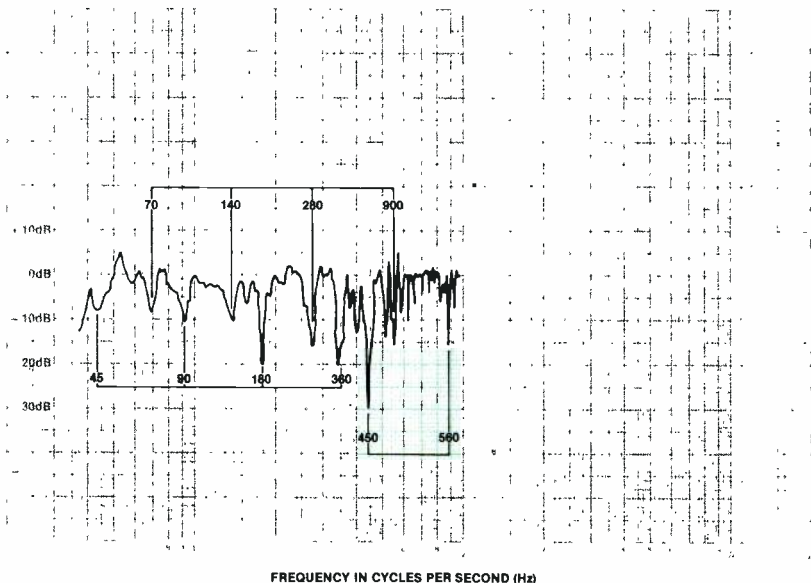 70 140 280 900
+ 10dB
0dB
- 10dB
20dB
45 90 180 360
30dB
450 560
FREQUENCY IN CYCLES PER SECOND (Hz)